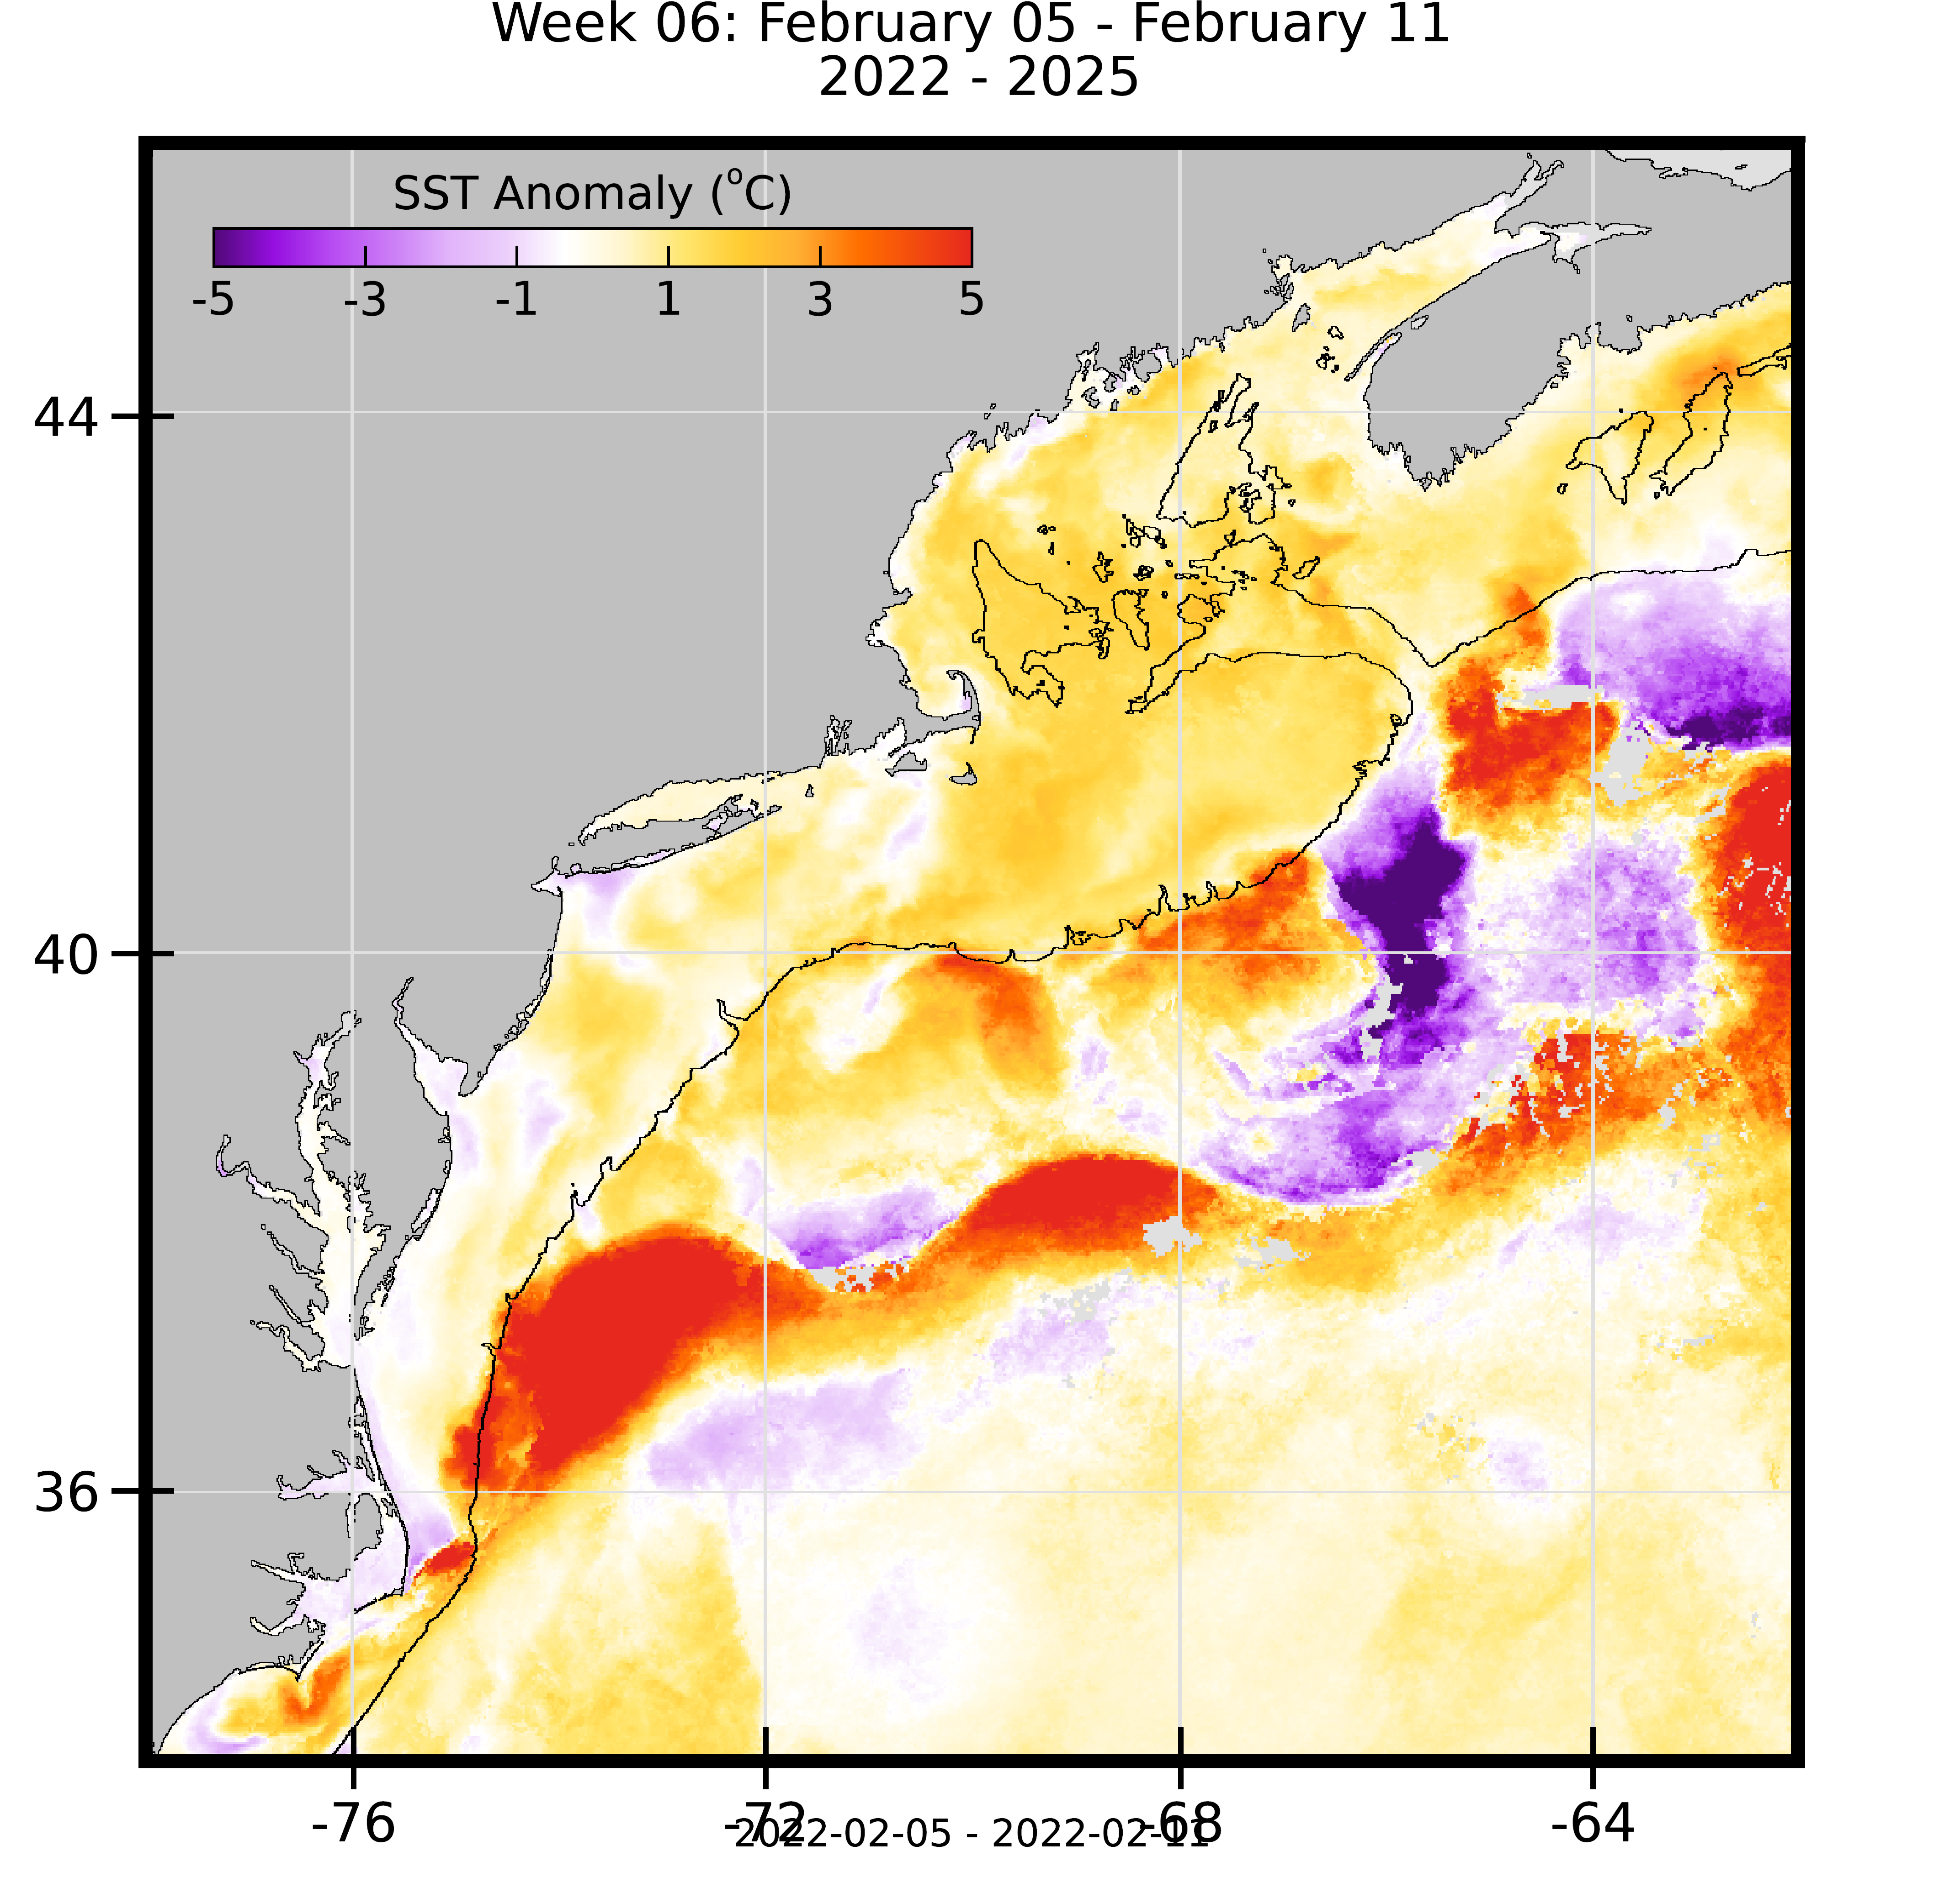 Week 06: February 05 - February 11
2022 - 2025
SST Anomaly (°C)
-5 -3 -1 1 3 5
44
40
36
-76 -72 -68 -64
2022-02-05 - 2022-02-11